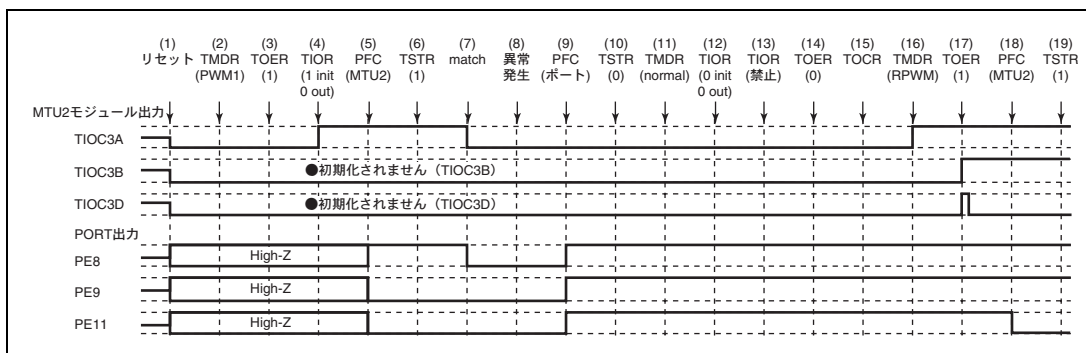 (1) (2) (3) (4) (5) (6) (7) (8) (9) (10) (11) (12) (13) (14) (15) (16) (17) (18) (19)
リセット TMDR TOER TIOR PFC TSTR match 異常 PFC TSTR TMDR TIOR TIOR TOER TOCR TMDR TOER PFC TSTR
(PWM1) (1) (1 init (MTU2) (1) 発生 (ポート) (0) (normal) (0 init (禁止) (0) (RPWM) (1) (MTU2) (1)
0 out) 0 out)
MTU2モジュール出力
TIOC3A
TIOC3B ●初期化されません（TIOC3B）
TIOC3D ●初期化されません（TIOC3D）
PORT出力
PE8 High-Z
PE9 High-Z
PE11 High-Z